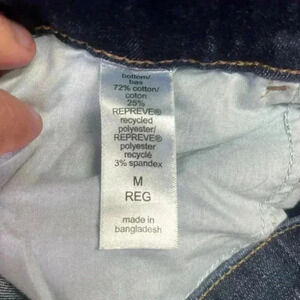 bottom/
bas
72% cotton/
coton
25%
REPREVE®
recycled
polyester/
REPREVE®
polyester
recyclé
3% spandex
M
REG
made in
bangladesh